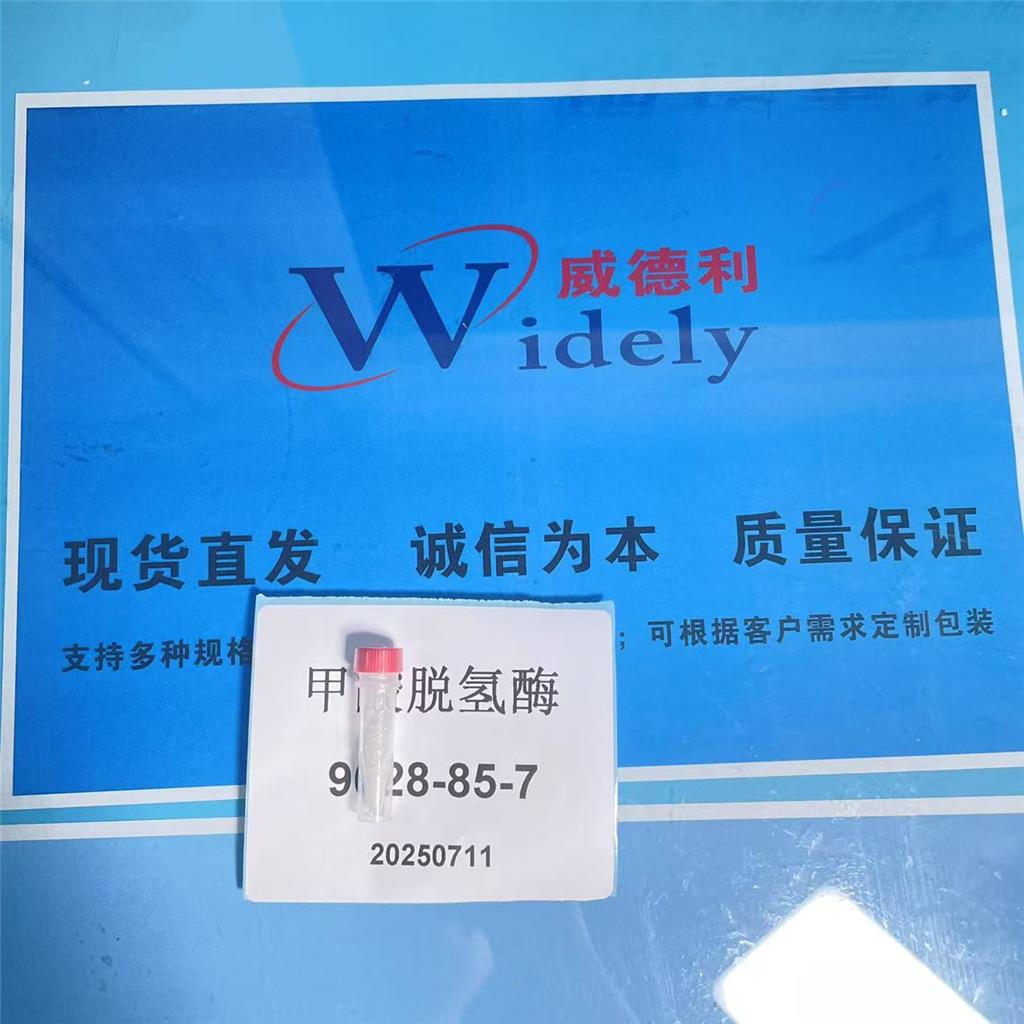 威德利
Widely
现货直发 诚信为本 质量保证
支持多种规格 ；可根据客户需求定制包装
甲酸脱氢酶
9028-85-7
20250711